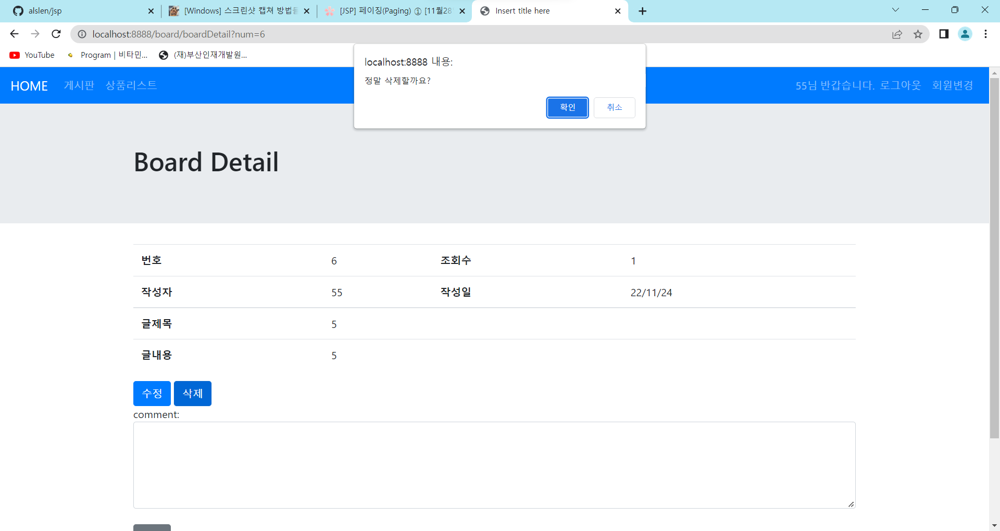 alslen/jsp
[Windows] 스크린샷 캡쳐 방법들
[JSP] 페이징(Paging) ① [11월28
Insert title here
localhost:8888/board/boardDetail?num=6
YouTube
Program | 비타민...
(재)부산인재개발원...
localhost:8888 내용:
정말 삭제할까요?
확인
취소
HOME
게시판
상품리스트
55님 반갑습니다.
로그아웃
회원변경
Board Detail
번호 6 조회수 1
작성자 55 작성일 22/11/24
글제목 5
글내용 5
수정
삭제
comment: